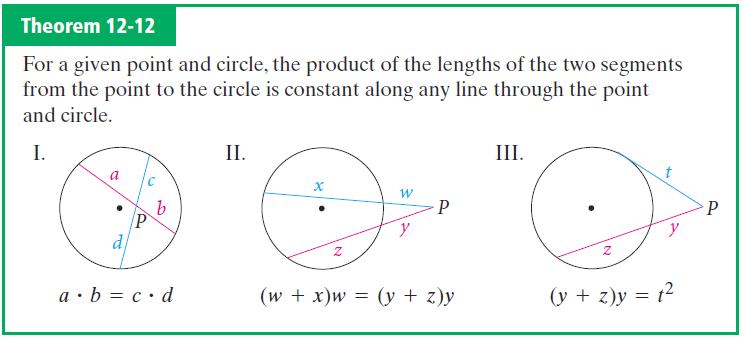 Theorem 12-12
For a given point and circle, the product of the lengths of the two segments
from the point to the circle is constant along any line through the point
and circle.
I.
a
c
b
P
d
a · b = c · d
II.
x
w
P
y
z
(w + x)w = (y + z)y
III.
t
P
y
z
(y + z)y = t²